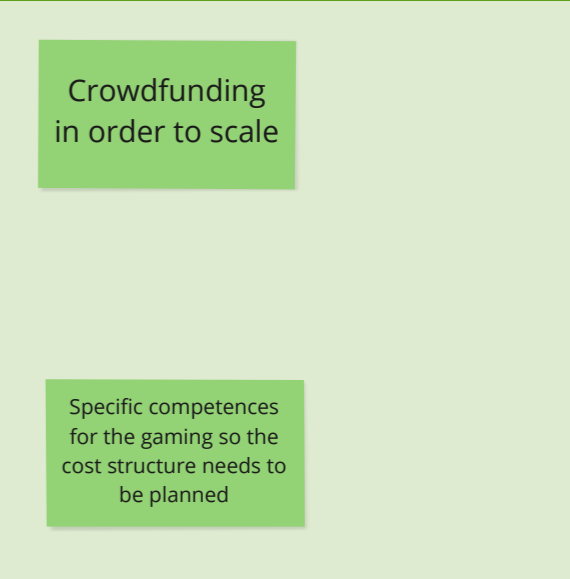 Crowdfunding
in order to scale
Specific competences
for the gaming so the
cost structure needs to
be planned